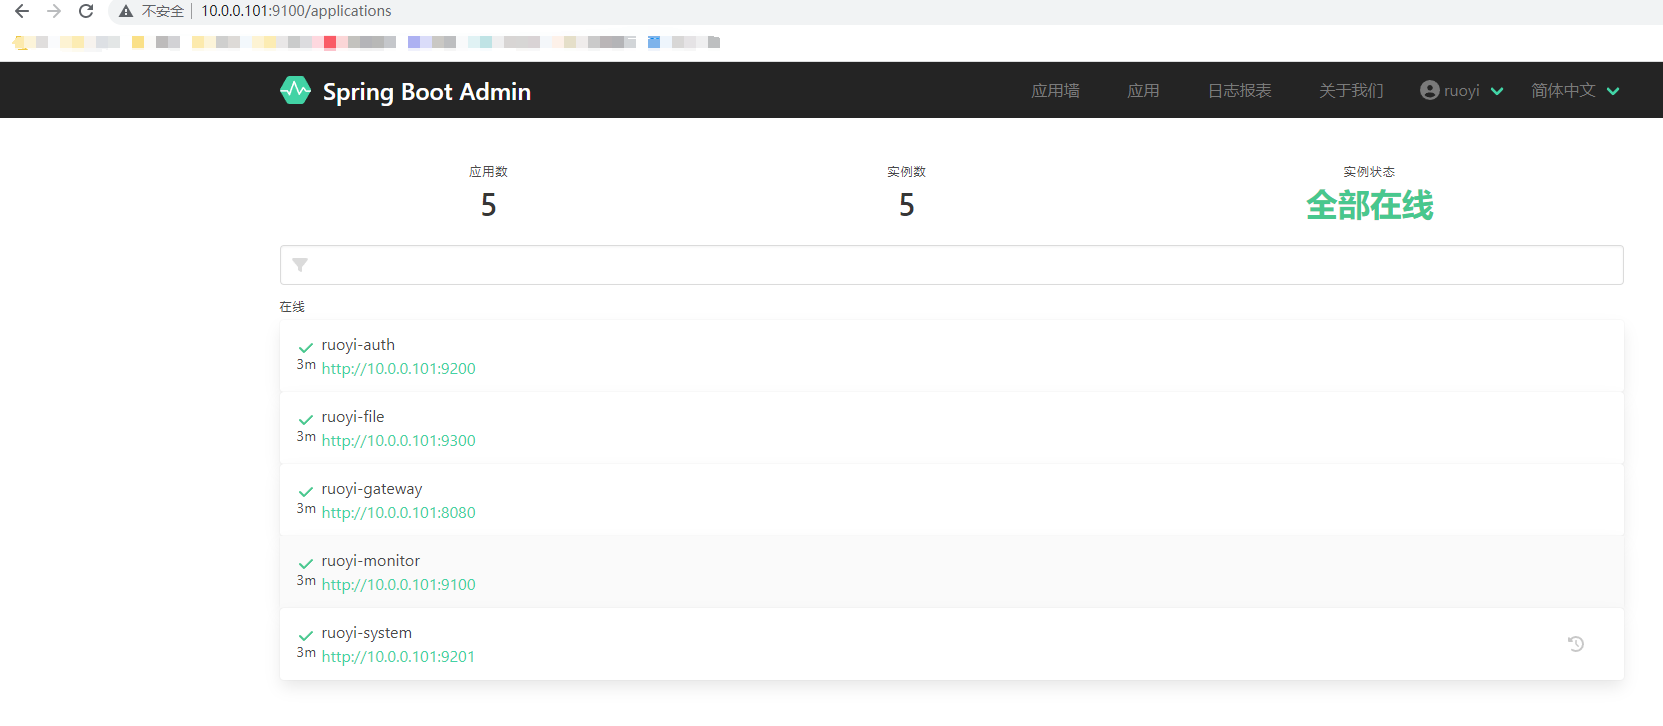 不安全 10.0.0.101:9100/applications
Spring Boot Admin 应用墙 应用 日志报表 关于我们 ruoyi 简体中文
应用数 实例数 实例状态
5 5 全部在线
在线
ruoyi-auth
3m http://10.0.0.101:9200
ruoyi-file
3m http://10.0.0.101:9300
ruoyi-gateway
3m http://10.0.0.101:8080
ruoyi-monitor
3m http://10.0.0.101:9100
ruoyi-system
3m http://10.0.0.101:9201